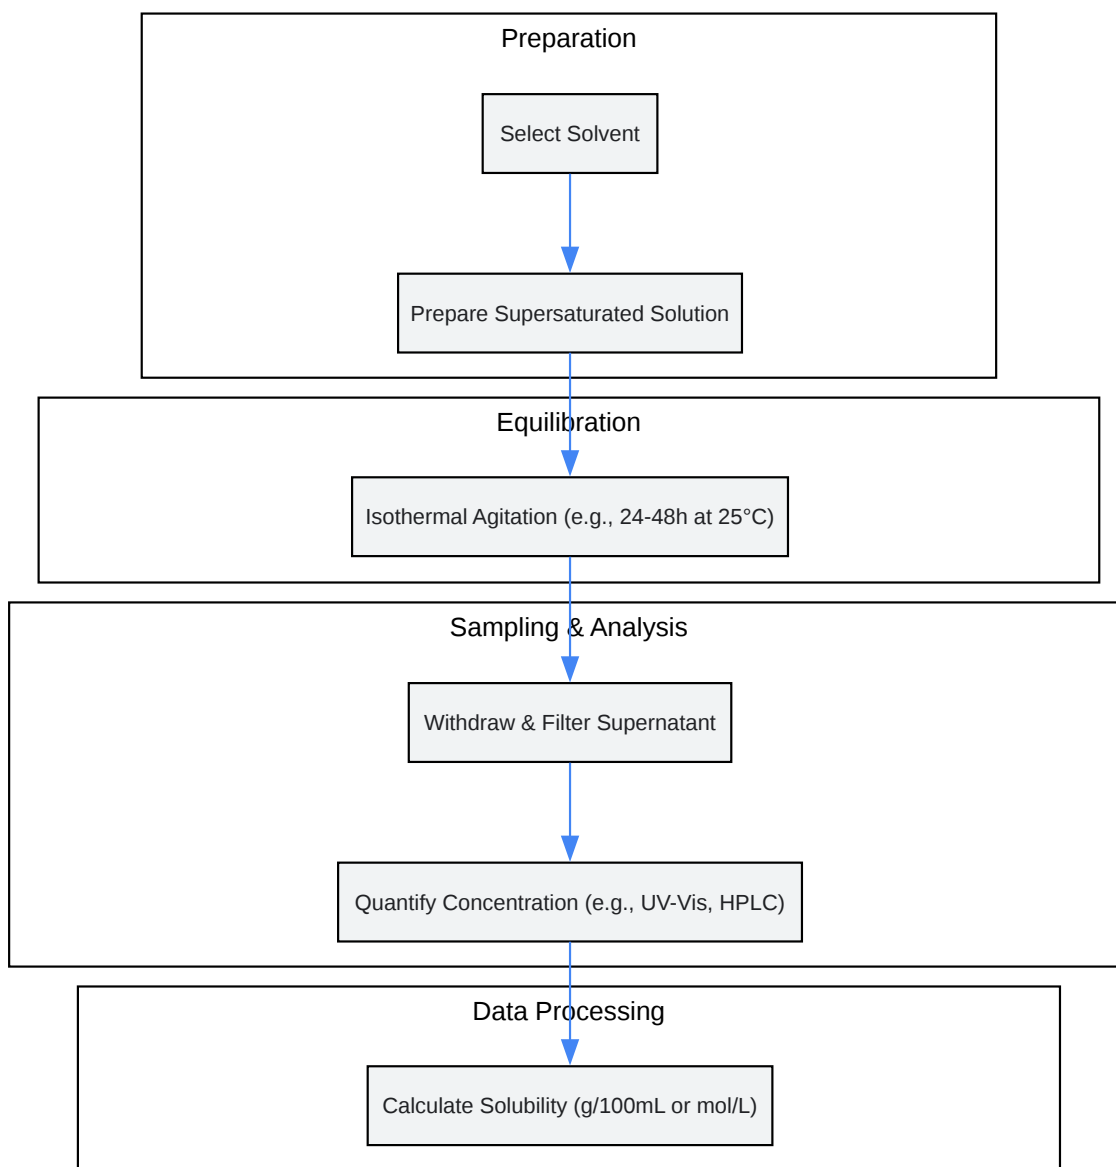 Preparation
Select Solvent
Prepare Supersaturated Solution
Equilibration
Isothermal Agitation (e.g., 24-48h at 25°C)
Sampling & Analysis
Withdraw & Filter Supernatant
Quantify Concentration (e.g., UV-Vis, HPLC)
Data Processing
Calculate Solubility (g/100mL or mol/L)